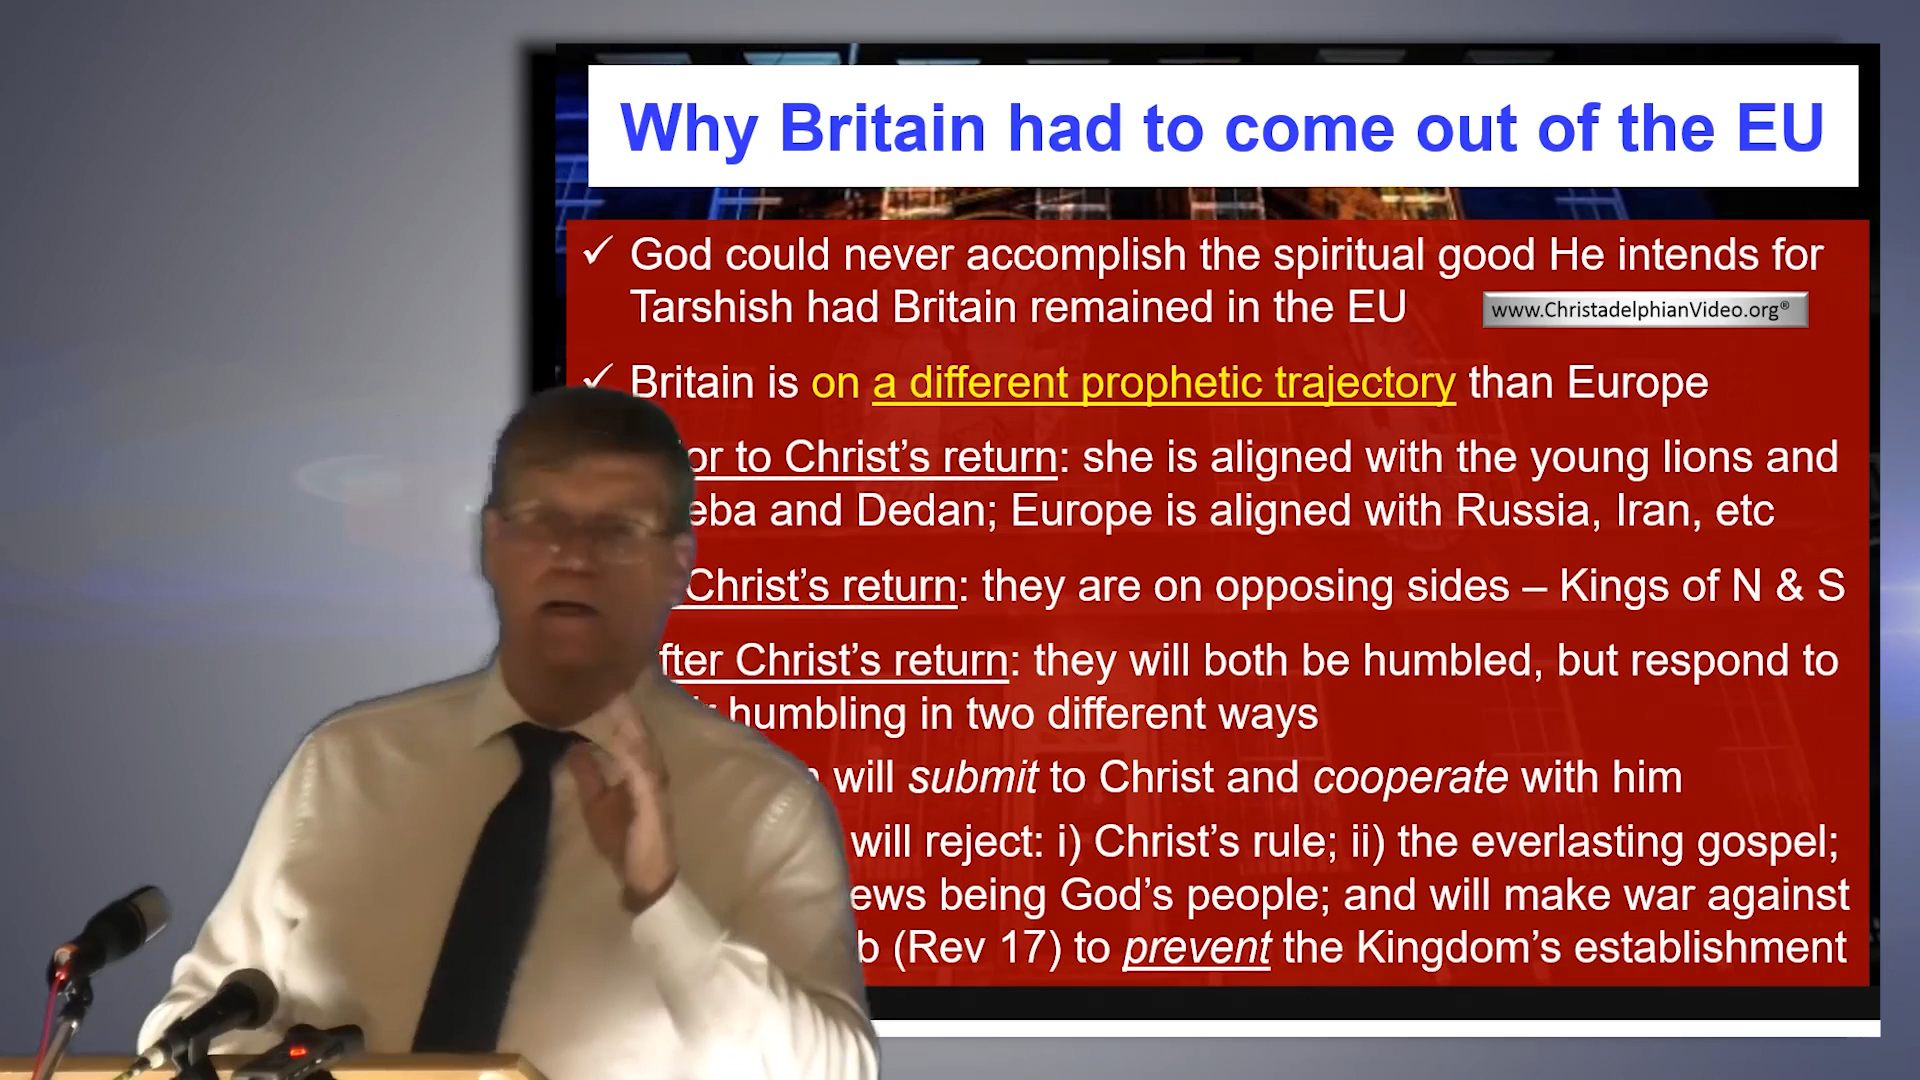 Why Britain had to come out of the EU
✓ God could never accomplish the spiritual good He intends for
Tarshish had Britain remained in the EU
www.ChristadelphianVideo.org®
✓ Britain is on a different prophetic trajectory than Europe
or to Christ's return: she is aligned with the young lions and
eba and Dedan; Europe is aligned with Russia, Iran, etc
Christ's return: they are on opposing sides – Kings of N & S
fter Christ's return: they will both be humbled, but respond to
humbling in two different ways
will submit to Christ and cooperate with him
will reject: i) Christ's rule; ii) the everlasting gospel;
ews being God's people; and will make war against
b (Rev 17) to prevent the Kingdom's establishment